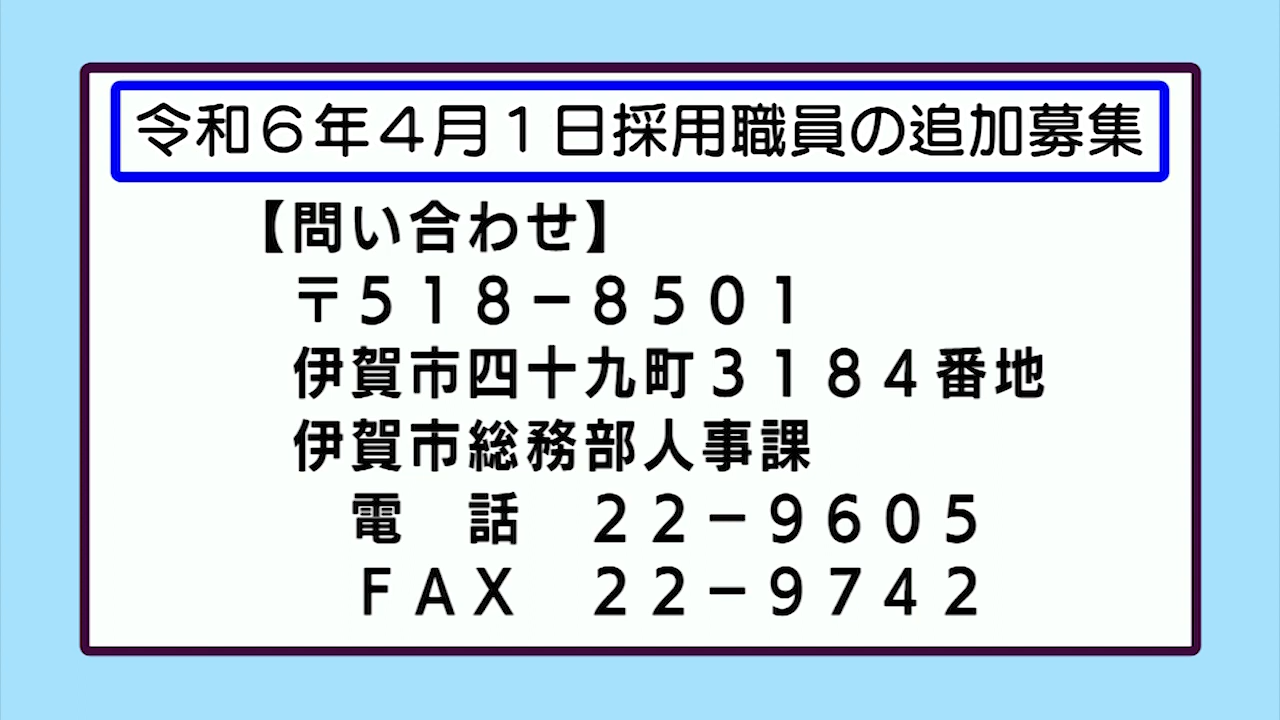 令和６年４月１日採用職員の追加募集
【問い合わせ】
〒５１８－８５０１
伊賀市四十九町３１８４番地
伊賀市総務部人事課
電　話　２２－９６０５
ＦＡＸ　２２－９７４２